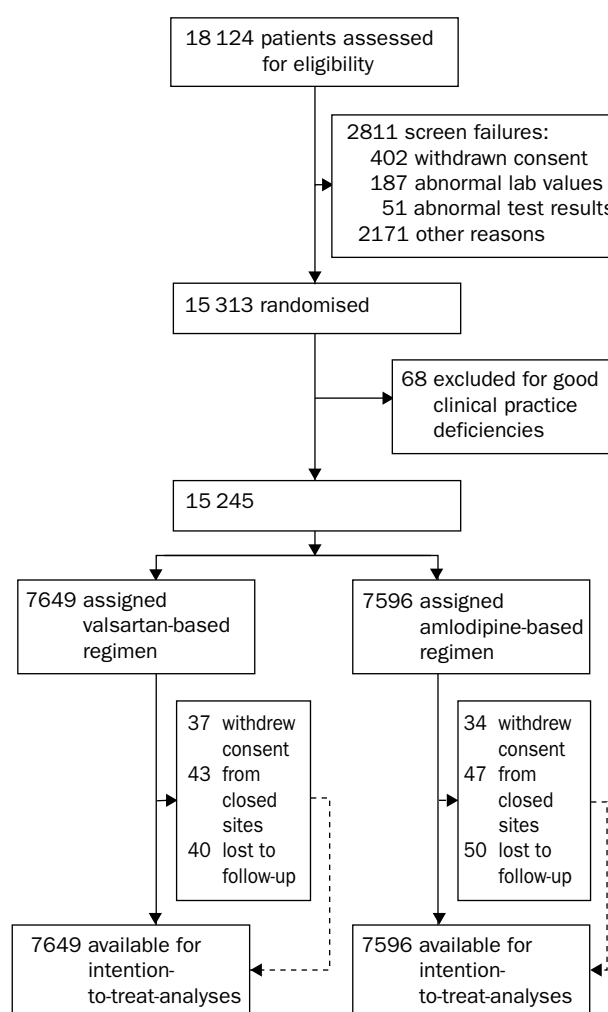 18 124 patients assessed
for eligibility
2811 screen failures:
402 withdrawn consent
187 abnormal lab values
51 abnormal test results
2171 other reasons
15 313 randomised
68 excluded for good
clinical practice
deficiencies
15 245
7649 assigned
valsartan-based
regimen
7596 assigned
amlodipine-based
regimen
37 withdrew
consent
43 from
closed
sites
40 lost to
follow-up
34 withdrew
consent
47 from
closed
sites
50 lost to
follow-up
7649 available for
intention-
to-treat-analyses
7596 available for
intention-
to-treat-analyses